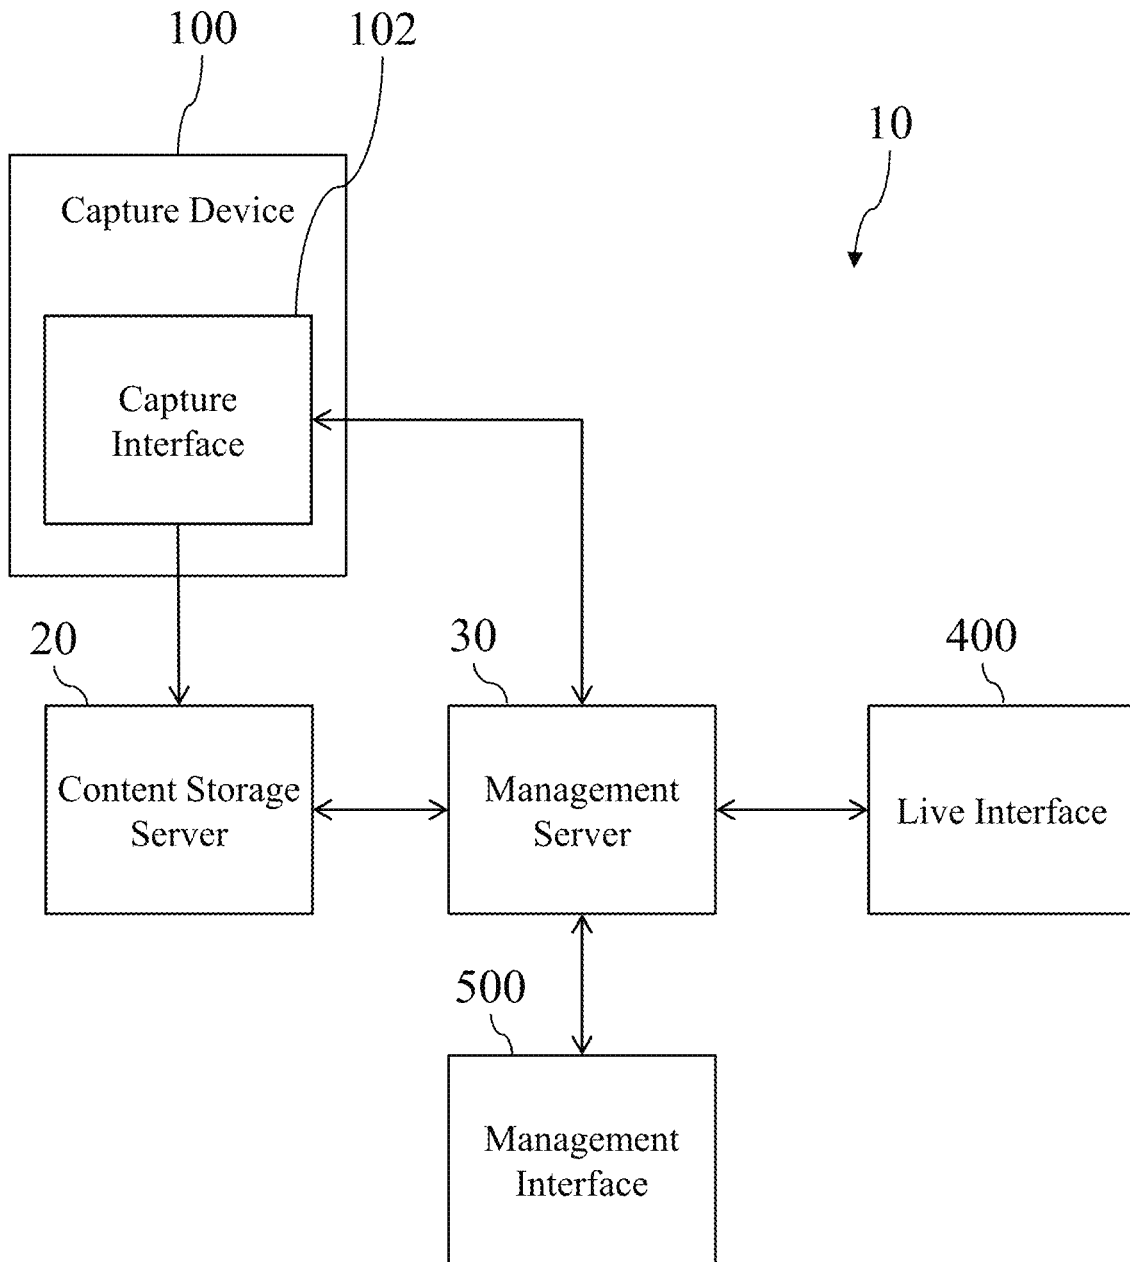 100
102
10
Capture Device
Capture
Interface
20
30
400
Content Storage
Server
Management
Server
Live Interface
500
Management
Interface